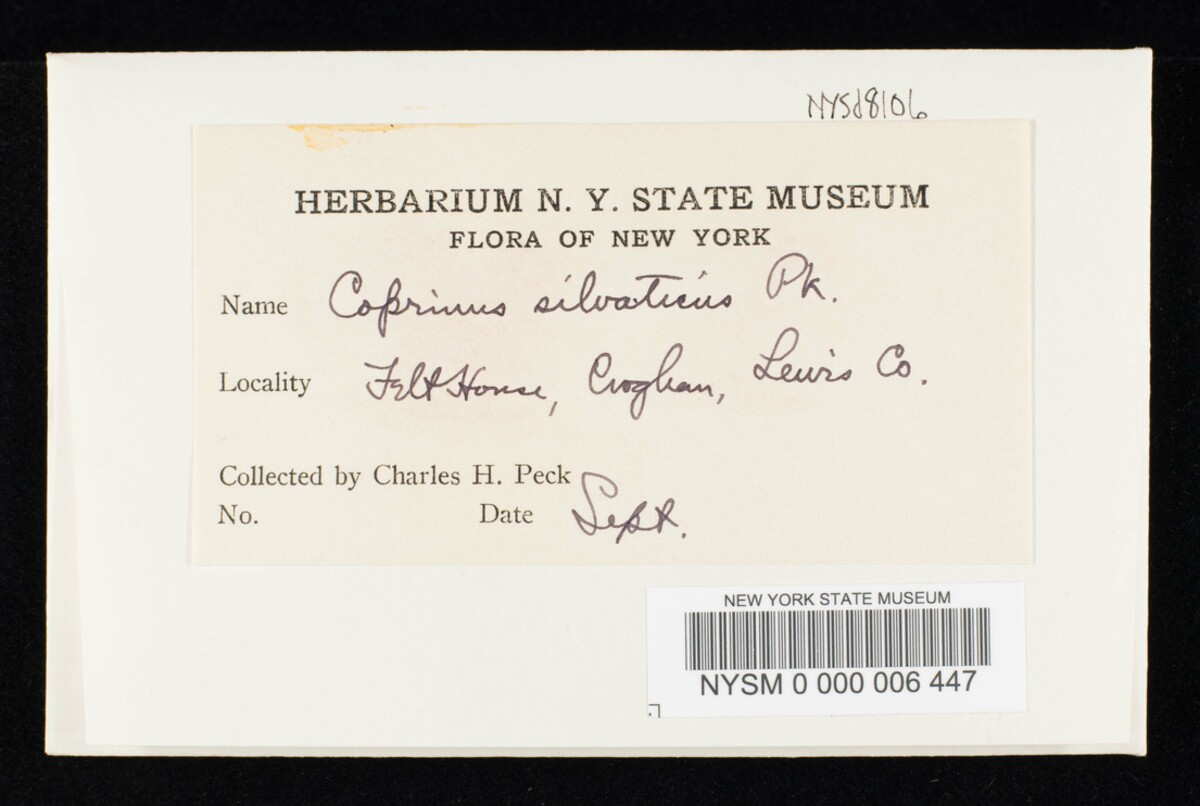 NYSd8106
HERBARIUM N. Y. STATE MUSEUM
FLORA OF NEW YORK
Name Coprinus silvaticus Pk.
Locality Felt House, Croghan, Lewis Co.
Collected by Charles H. Peck
No. Date Sept.
NEW YORK STATE MUSEUM
NYSM 0 000 006 447